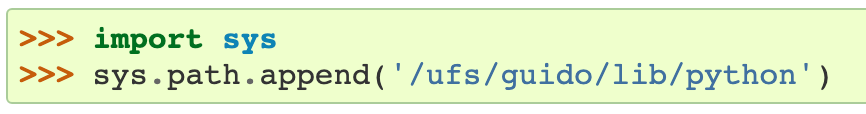 >>> import sys
>>> sys.path.append('/ufs/guido/lib/python')